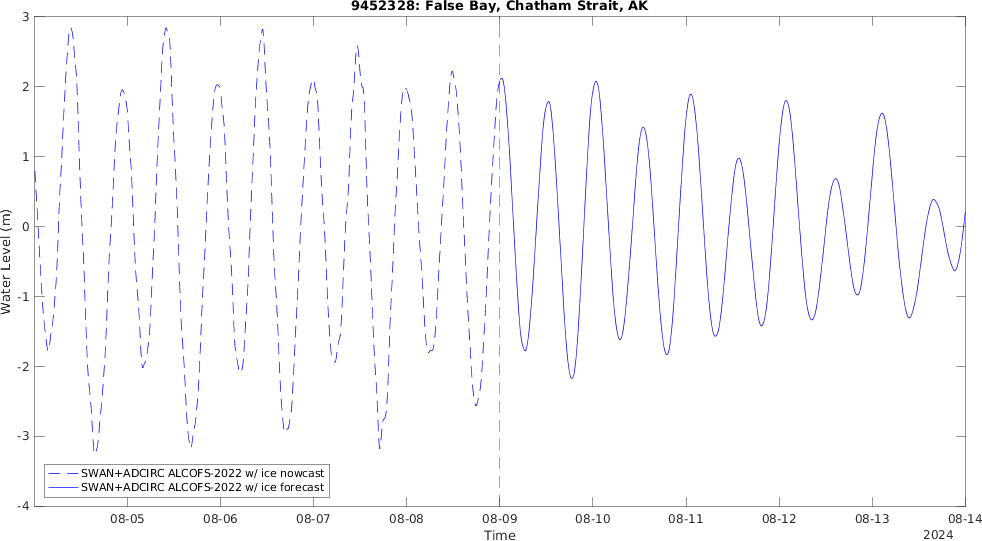 9452328: False Bay, Chatham Strait, AK
3
2
1
0
-1
-2
-3
-4
Water Level (m)
SWAN+ADCIRC ALCOFS-2022 w/ ice nowcast
SWAN+ADCIRC ALCOFS-2022 w/ ice forecast
08-05 08-06 08-07 08-08 08-09 08-10 08-11 08-12 08-13 08-14
Time
2024